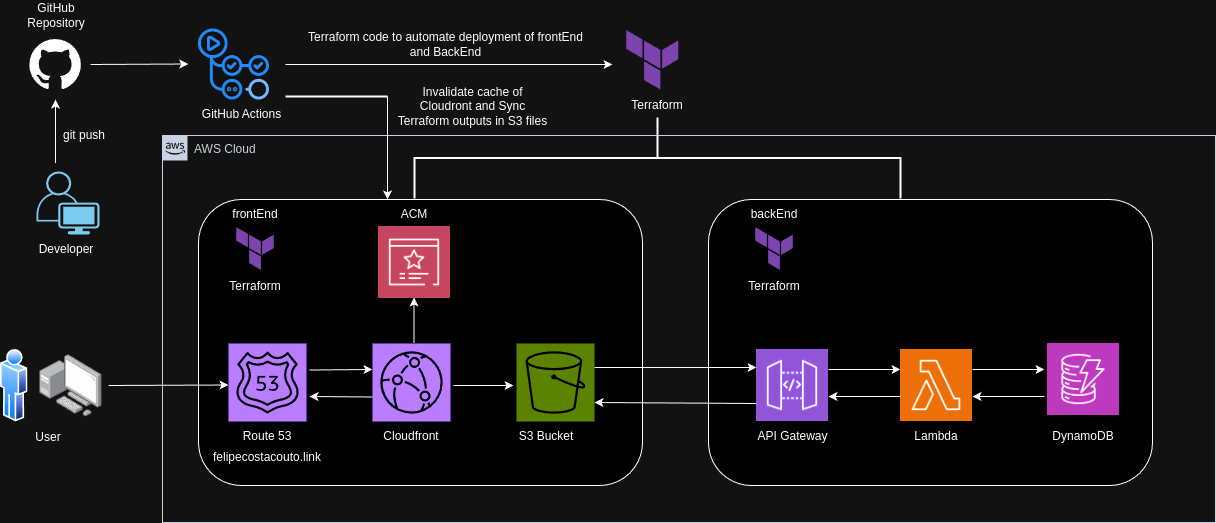 GitHub
Repository
Terraform code to automate deployment of frontEnd
and BackEnd
Invalidate cache of
Cloudront and Sync
Terraform outputs in S3 files
GitHub Actions
Terraform
git push
aws
AWS Cloud
Developer
frontEnd
ACM
backEnd
Terraform
Terraform
53
User
Route 53
Cloudfront
S3 Bucket
API Gateway
Lambda
DynamoDB
felipecostacouto.link